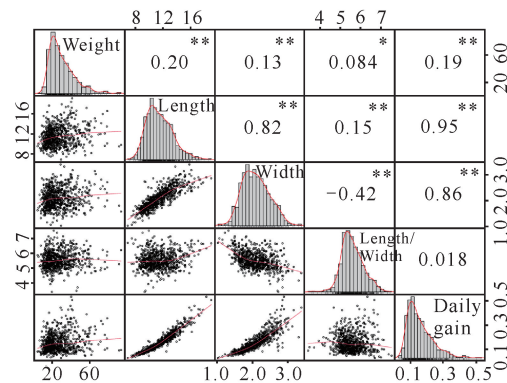 8 12 16 4 5 6 7
Weight ** ** * **
0.20 0.13 0.084 0.19
20 60
8 12 16
Length ** ** **
0.82 0.15 0.95
Width ** **
-0.42 0.86
1.0 2.0 3.0
4 5 6 7
Length/
Width
0.018
Daily
gain
0.1 0.3 0.5
20 60 1.0 2.0 3.0 0.1 0.3 0.5